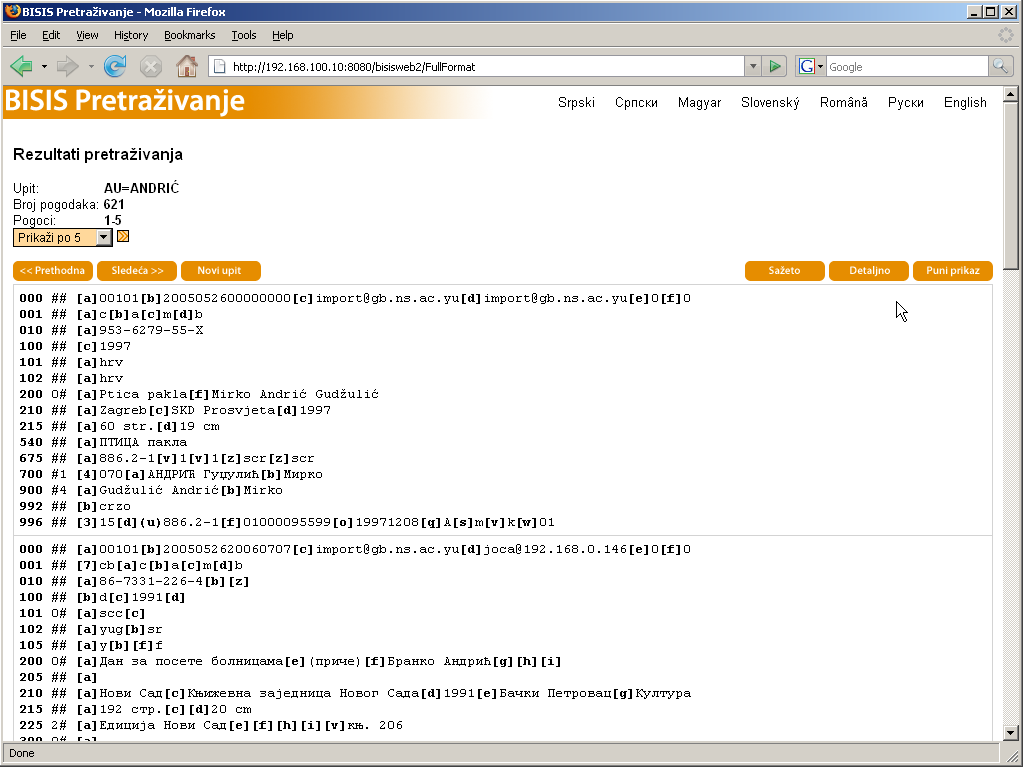 BISIS Pretraživanje - Mozilla Firefox
File Edit View History Bookmarks Tools Help
http://192.168.100.10:8080/bisisweb2/FullFormat
G Google
BISIS Pretraživanje
Srpski Српски Magyar Slovenský Română Руски English
Rezultati pretraživanja
Upit: AU=ANDRIĆ
Broj pogodaka: 621
Pogoci: 1-5
Prikaži po 5
<< Prethodna Sledeća >> Novi upit Sažeto Detaljno Puni prikaz
000 ## [a]00101[b]2005052600000000[c]import@gb.ns.ac.yu[d]import@gb.ns.ac.yu[e]0[f]0
001 ## [a]c[b]a[c]m[d]b
010 ## [a]953-6279-55-X
100 ## [c]1997
101 ## [a]hrv
102 ## [a]hrv
200 0# [a]Ptica pakla[f]Mirko Andrić Gudžulić
210 ## [a]Zagreb[c]SKD Prosvjeta[d]1997
215 ## [a]60 str.[d]19 cm
540 ## [a]ПТИЦА пакла
675 ## [a]886.2-1[v]1[v]1[z]scr[z]scr
700 #1 [4]070[a]АНДРИЋ Гуџулић[b]Мирко
900 #4 [a]Gudžulić Andrić[b]Mirko
992 ## [b]crzo
996 ## [3]15[d](u)886.2-1[f]01000095599[o]19971208[q]A[s]m[v]k[w]01
000 ## [a]00101[b]2005052620060707[c]import@gb.ns.ac.yu[d]joca@192.168.0.146[e]0[f]0
001 ## [7]cb[a]c[b]a[c]m[d]b
010 ## [a]86-7331-226-4[b][z]
100 ## [b]d[c]1991[d]
101 0# [a]scc[c]
102 ## [a]yug[b]sr
105 ## [a]y[b][f]f
200 0# [a]Дан за посете болницама[e](приче)[f]Бранко Андрић[g][h][i]
205 ## [a]
210 ## [a]Нови Сад[c]Књижевна заједница Новог Сада[d]1991[e]Бачки Петровац[g]Култура
215 ## [a]192 стр.[c][d]20 cm
225 2# [a]Едиција Нови Сад[e][f][h][i][v]књ. 206
300 0# [a]
Done